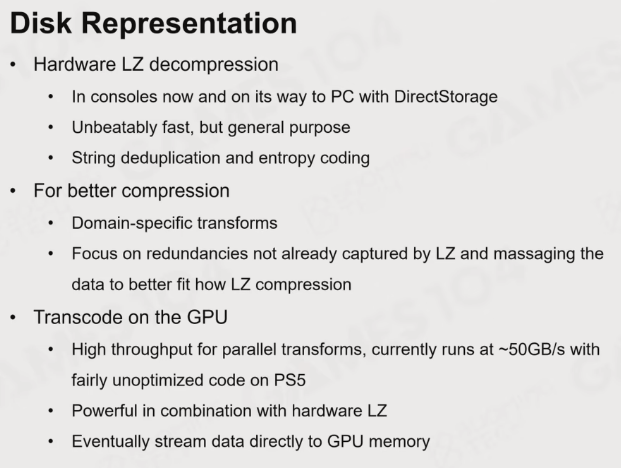 Disk Representation
• Hardware LZ decompression
• In consoles now and on its way to PC with DirectStorage
• Unbeatably fast, but general purpose
• String deduplication and entropy coding
• For better compression
• Domain-specific transforms
• Focus on redundancies not already captured by LZ and massaging the
data to better fit how LZ compression
• Transcode on the GPU
• High throughput for parallel transforms, currently runs at ~50GB/s with
fairly unoptimized code on PS5
• Powerful in combination with hardware LZ
• Eventually stream data directly to GPU memory
GAMES104